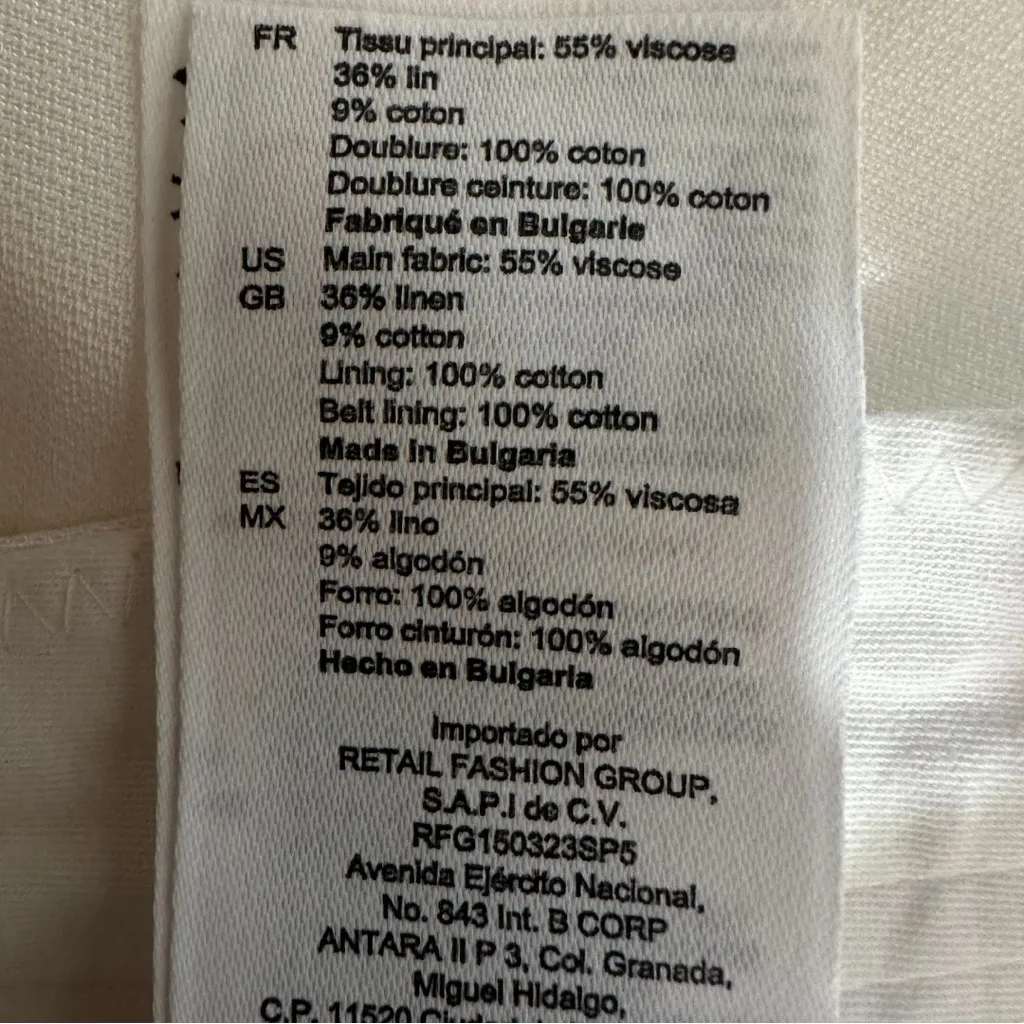 FR Tissu principal: 55% viscose
36% lin
9% coton
Doublure: 100% coton
Doublure ceinture: 100% coton
Fabriqué en Bulgarie
US Main fabric: 55% viscose
GB 36% linen
9% cotton
Lining: 100% cotton
Belt lining: 100% cotton
Made in Bulgaria
ES Tejido principal: 55% viscosa
MX 36% lino
9% algodón
Forro: 100% algodón
Forro cinturón: 100% algodón
Hecho en Bulgaria
Importado por
RETAIL FASHION GROUP,
S.A.P.I de C.V.
RFG150323SP5
Avenida Ejército Nacional,
No. 843 Int. B CORP
ANTARA II P 3, Col. Granada,
Miguel Hidalgo,
C.P. 11520